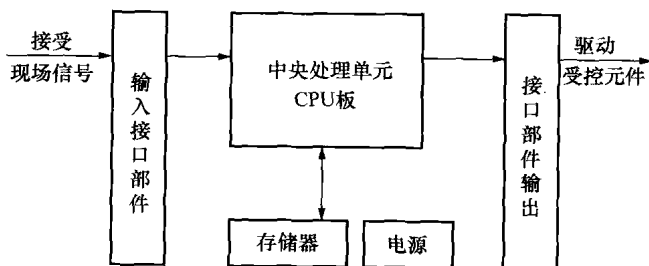 接受
现场信号
输入接口部件
中央处理单元
CPU板
接口部件输出
驱动
受控元件
存储器
电源